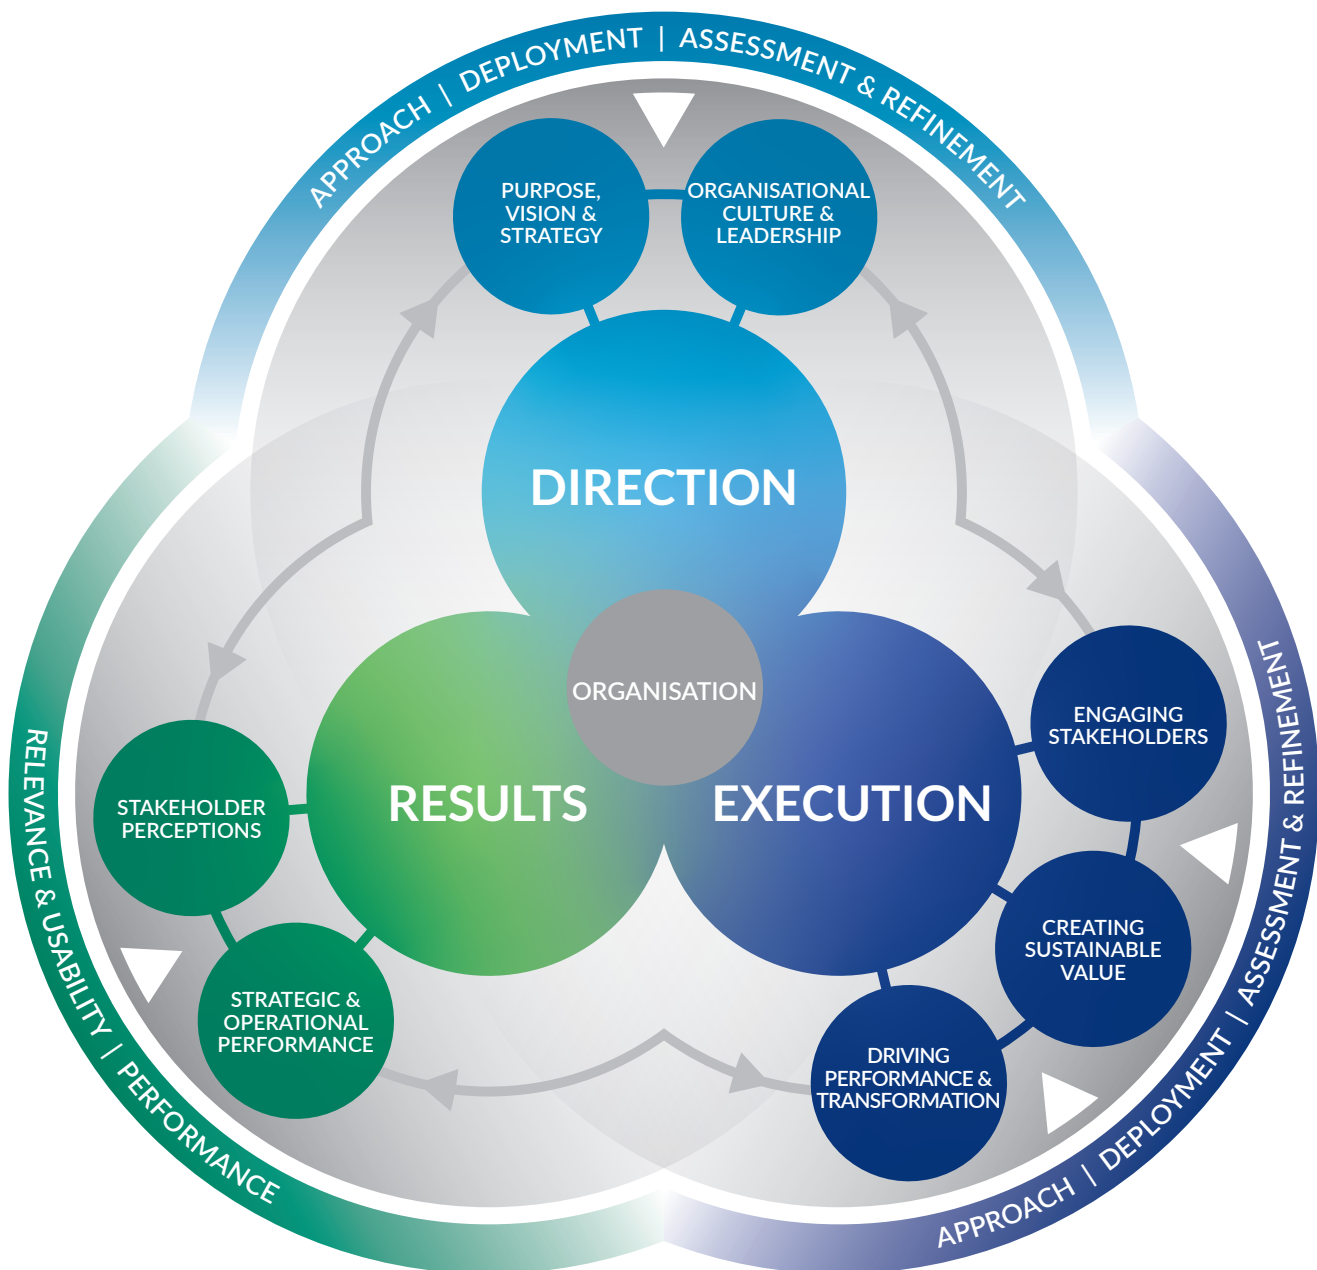 APPROACH | DEPLOYMENT | ASSESSMENT & REFINEMENT
PURPOSE,
VISION &
STRATEGY
ORGANISATIONAL
CULTURE &
LEADERSHIP
DIRECTION
ORGANISATION
RESULTS
EXECUTION
ENGAGING
STAKEHOLDERS
CREATING
SUSTAINABLE
VALUE
DRIVING
PERFORMANCE &
TRANSFORMATION
APPROACH | DEPLOYMENT | ASSESSMENT & REFINEMENT
STAKEHOLDER
PERCEPTIONS
STRATEGIC &
OPERATIONAL
PERFORMANCE
RELEVANCE & USABILITY | PERFORMANCE